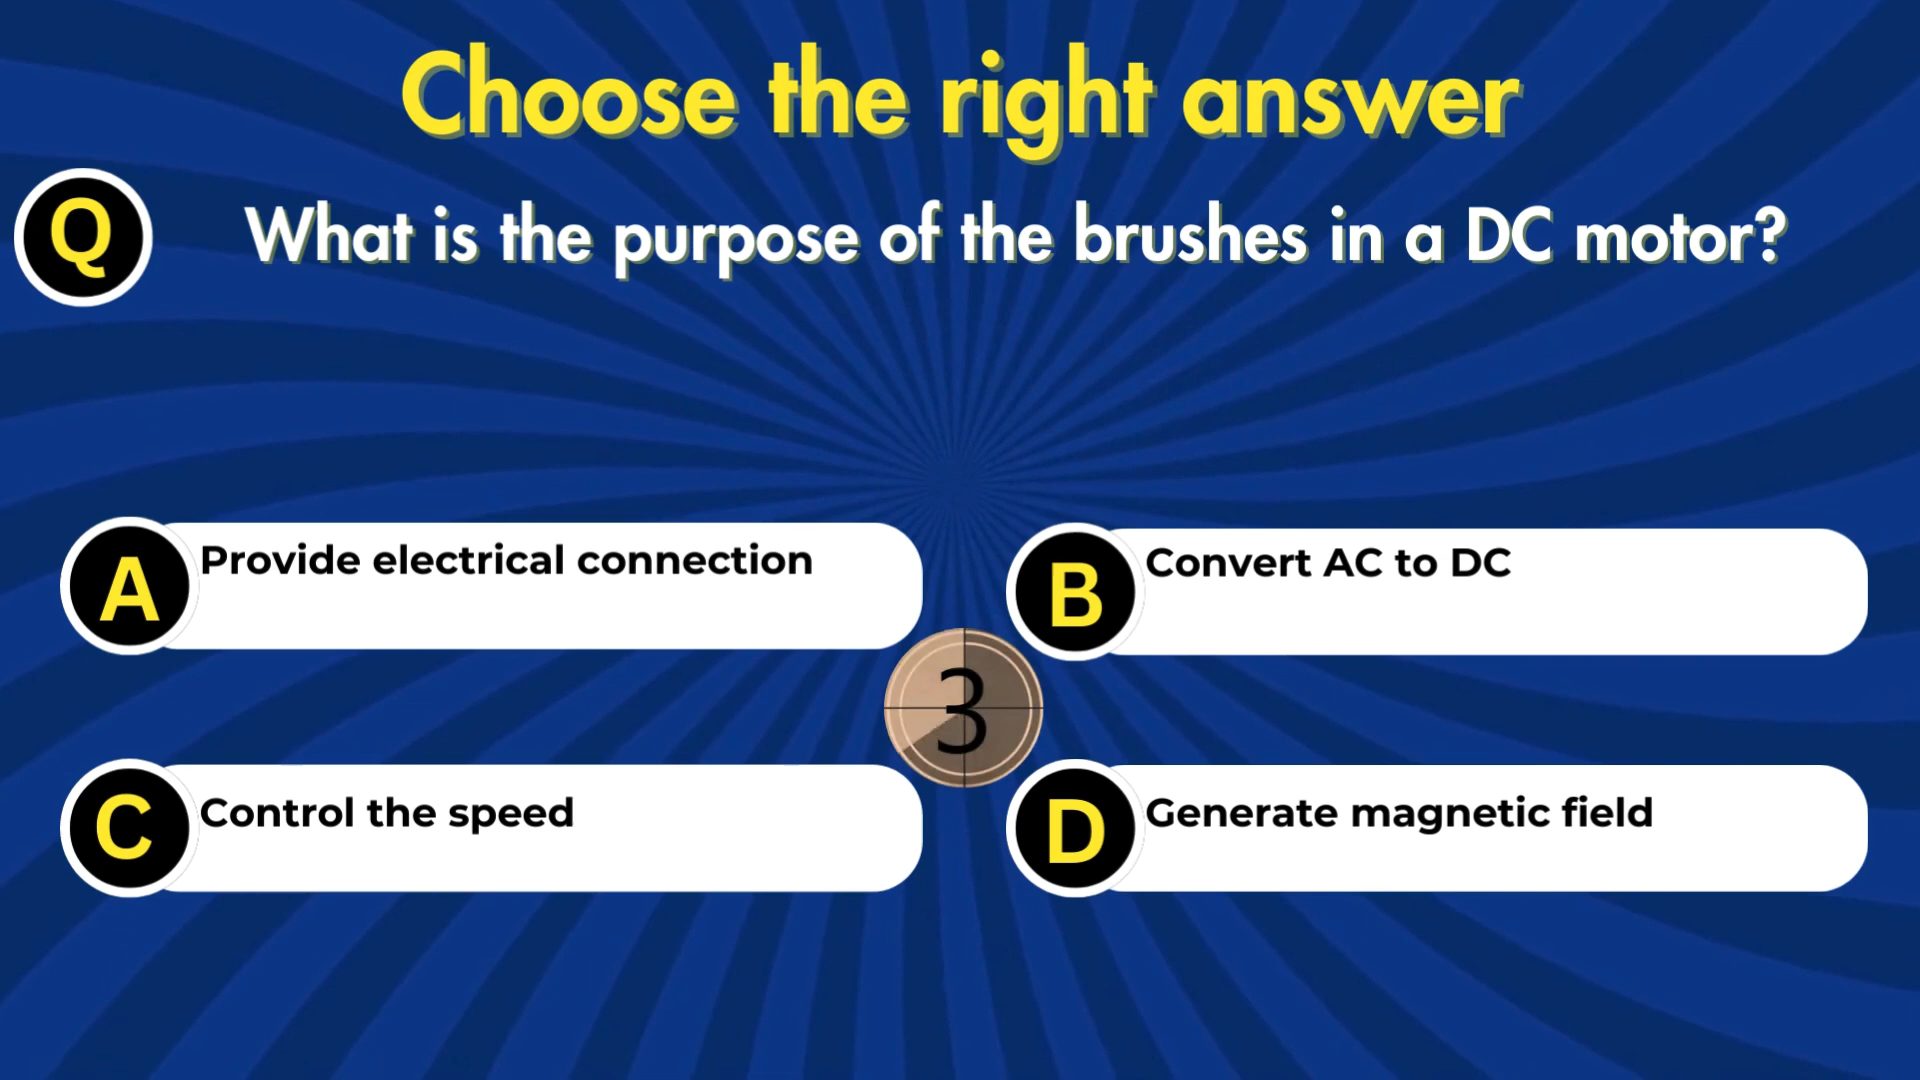 Choose the right answer
Q What is the purpose of the brushes in a DC motor?
A Provide electrical connection
B Convert AC to DC
3
C Control the speed
D Generate magnetic field